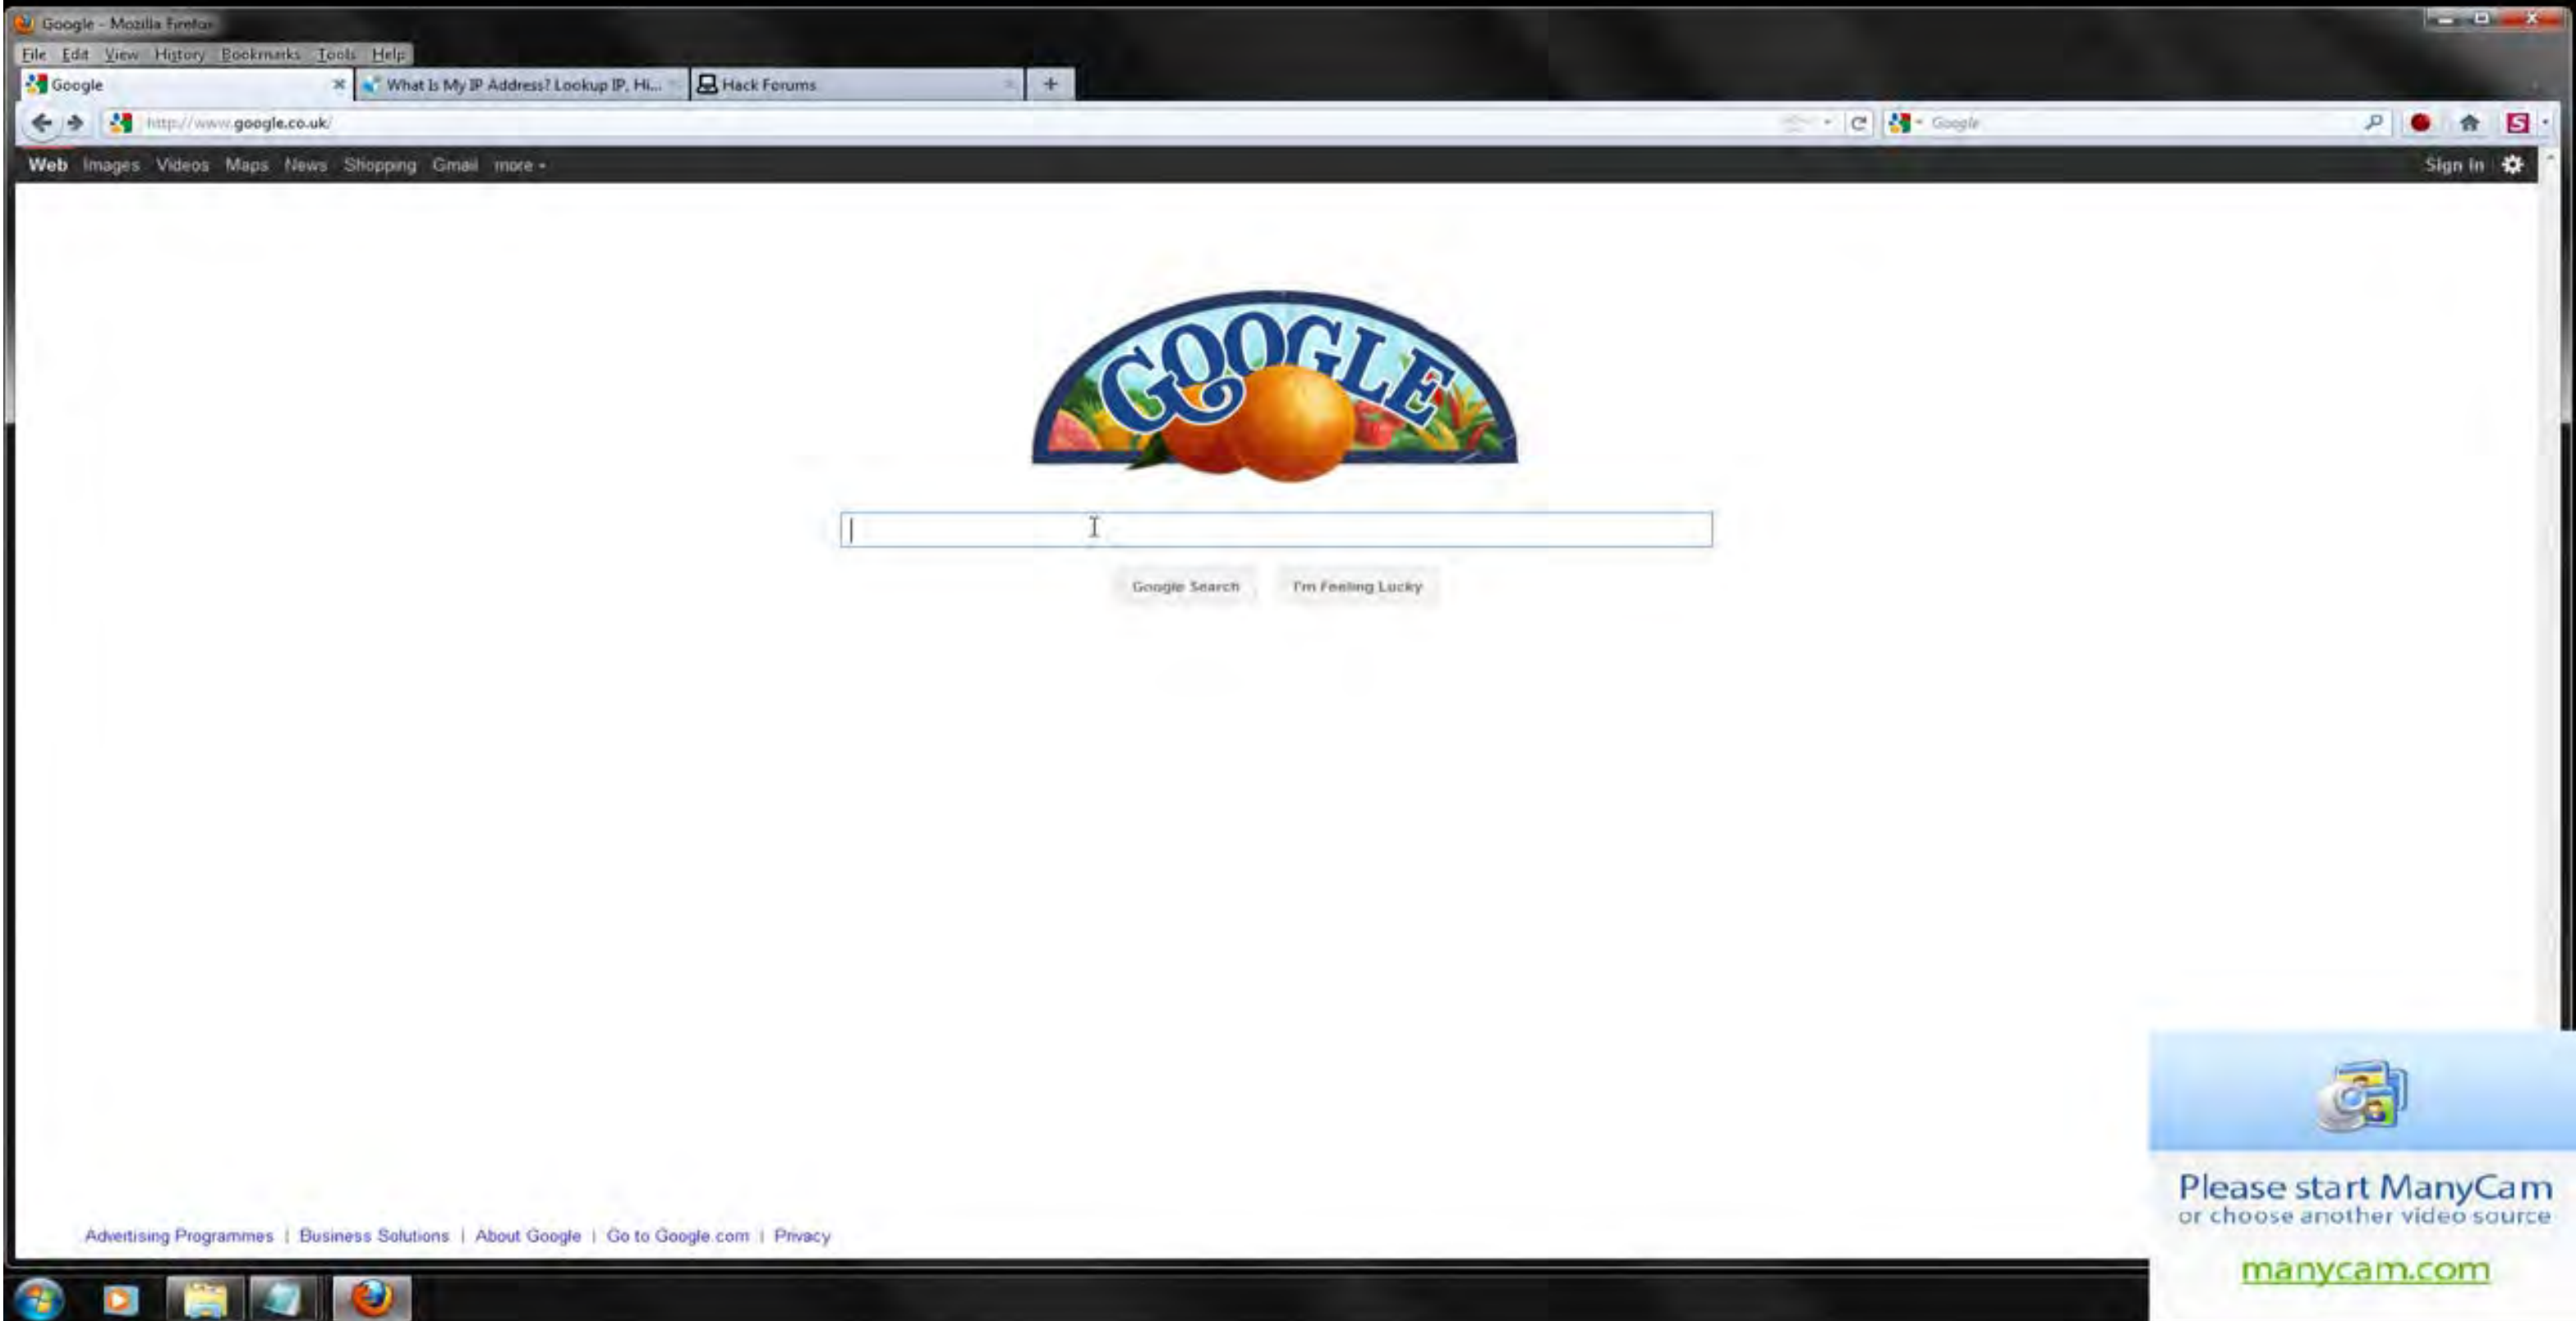 Google - Mozilla Firefox
File Edit View History Bookmarks Tools Help
Google What Is My IP Address? Lookup IP, Hi... Hack Forums +
http://www.google.co.uk/ Google S
Web Images Videos Maps News Shopping Gmail more Sign in
GOOGLE
Google Search I'm Feeling Lucky
Please start ManyCam
or choose another video source
Advertising Programmes | Business Solutions | About Google | Go to Google.com | Privacy
manycam.com